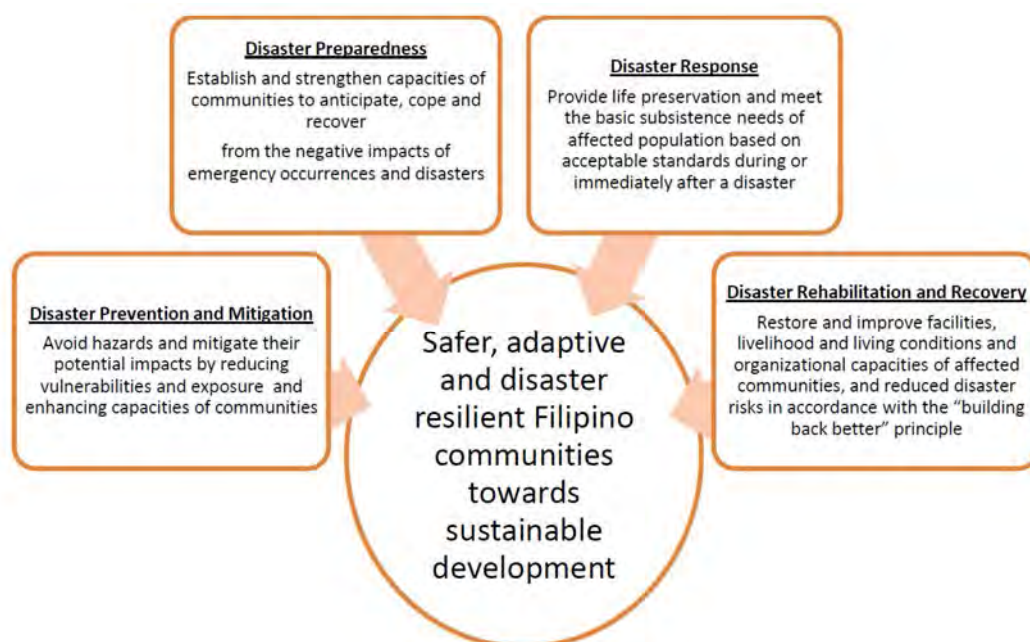 Disaster Preparedness
Establish and strengthen capacities of
communities to anticipate, cope and
recover
from the negative impacts of
emergency occurrences and disasters
Disaster Response
Provide life preservation and meet
the basic subsistence needs of
affected population based on
acceptable standards during or
immediately after a disaster
Disaster Prevention and Mitigation
Avoid hazards and mitigate their
potential impacts by reducing
vulnerabilities and exposure and
enhancing capacities of communities
Disaster Rehabilitation and Recovery
Restore and improve facilities,
livelihood and living conditions and
organizational capacities of affected
communities, and reduced disaster
risks in accordance with the “building
back better” principle
Safer, adaptive
and disaster
resilient Filipino
communities
towards
sustainable
development